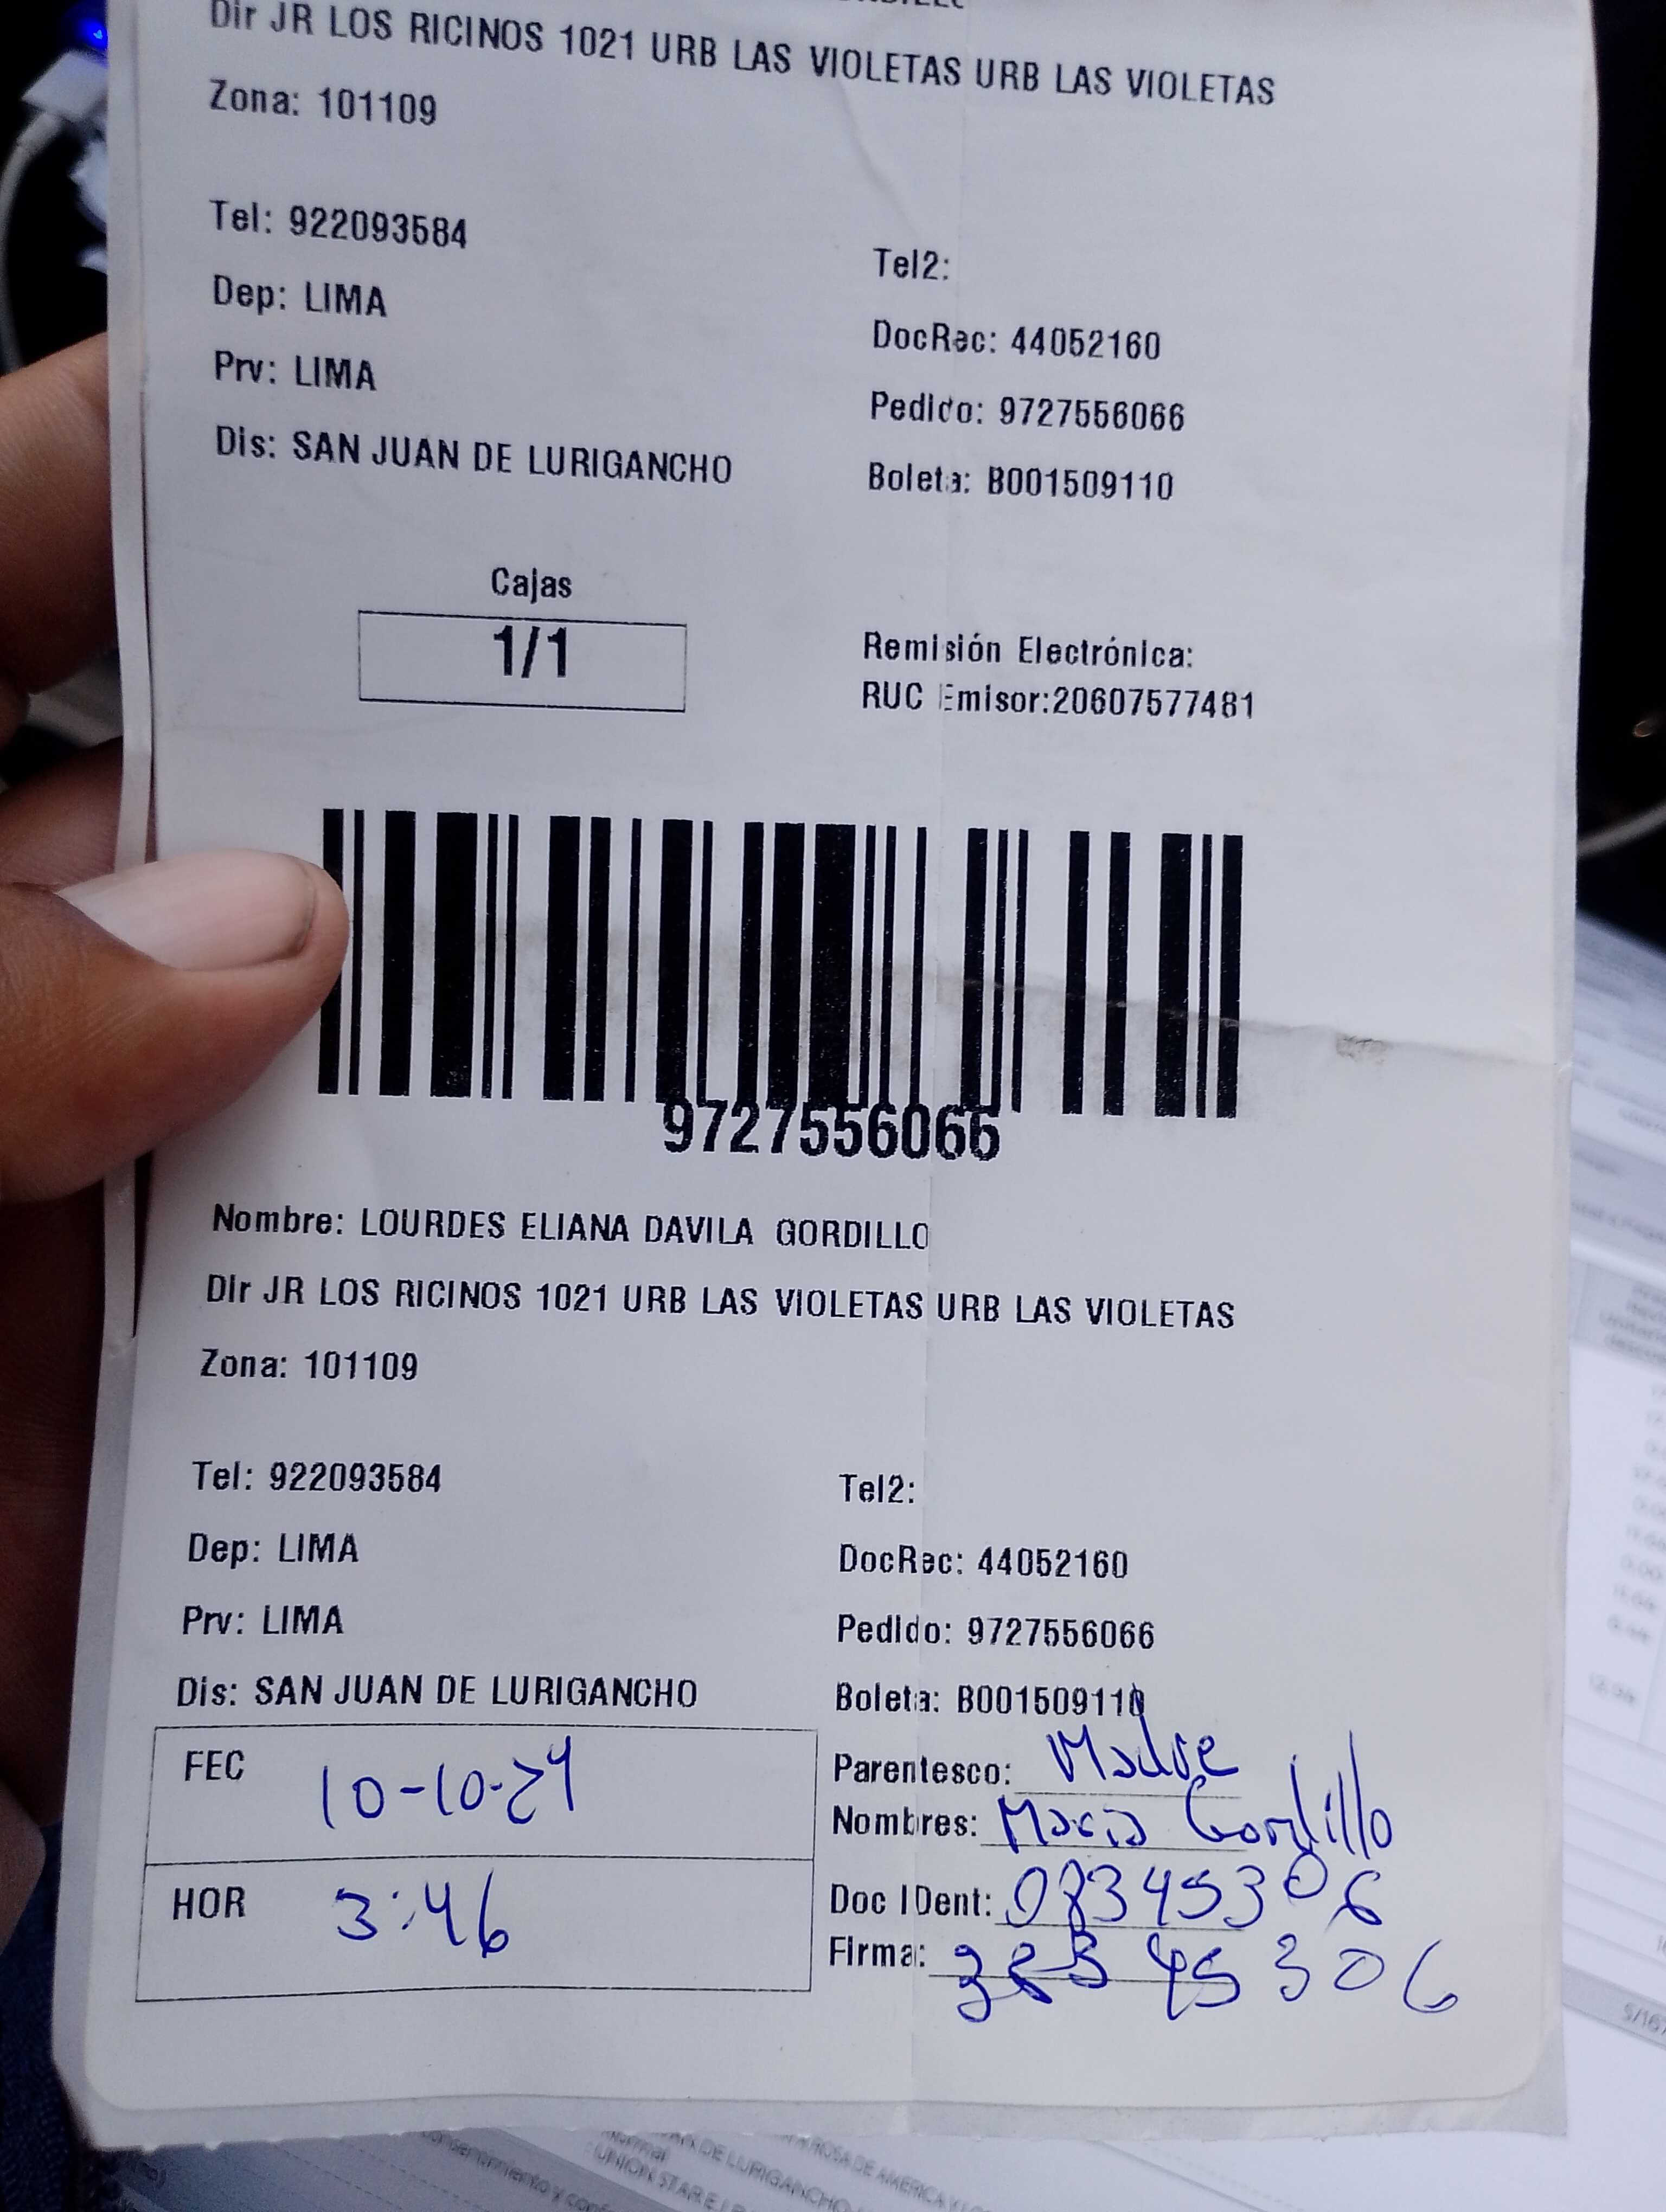 Dir JR LOS RICINOS 1021 URB LAS VIOLETAS URB LAS VIOLETAS
Zona: 101109
Tel: 922093584
Tel2:
Dep: LIMA
DocRec: 44052160
Prv: LIMA
Pedido: 9727556066
Dis: SAN JUAN DE LURIGANCHO
Boleta: B001509110
Cajas
1/1
Remisión Electrónica:
RUC Emisor:20607577481
9727556066
Nombre: LOURDES ELIANA DAVILA GORDILLO
Dir JR LOS RICINOS 1021 URB LAS VIOLETAS URB LAS VIOLETAS
Zona: 101109
Tel: 922093584
Tel2:
Dep: LIMA
DocRec: 44052160
Prv: LIMA
Pedido: 9727556066
Dis: SAN JUAN DE LURIGANCHO
Boleta: B001509110
FEC 10-10-24
Parentesco: Madre
Nombres: Maria Gordillo
HOR 3:46
Doc IDent: 08345306
Firma: